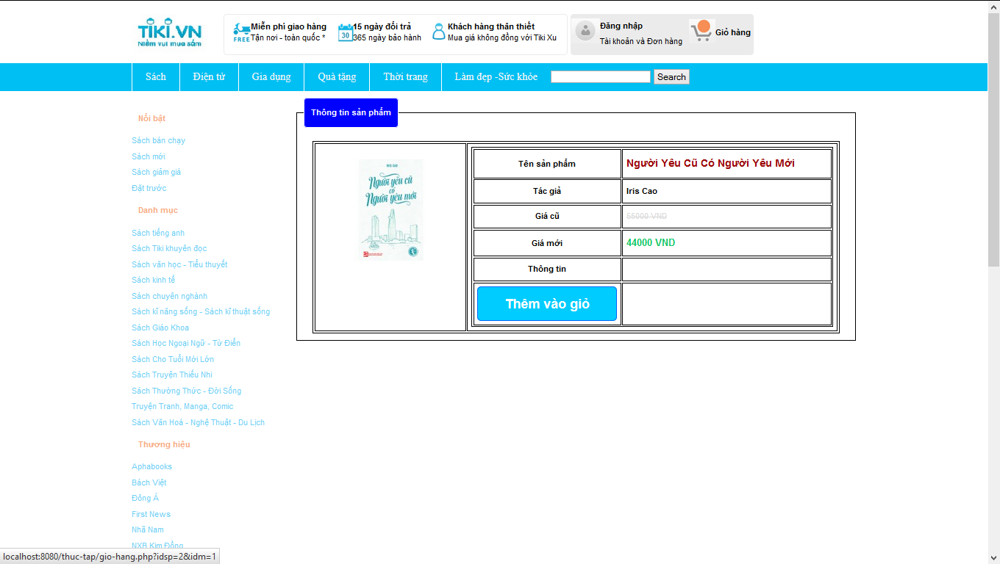 TIKI.VN
Niềm vui mua sắm
FREE
Miễn phí giao hàng
Tận nơi - toàn quốc *
30
15 ngày đổi trả
365 ngày bảo hành
Khách hàng thân thiết
Mua giá không đồng với Tiki Xu
Đăng nhập
Tài khoản và Đơn hàng
Giỏ hàng
Sách
Điện tử
Gia dụng
Quà tặng
Thời trang
Làm đẹp -Sức khỏe
Search
Nổi bật
Sách bán chạy
Sách mới
Sách giảm giá
Đặt trước
Danh mục
Sách tiếng anh
Sách Tiki khuyên đọc
Sách văn học - Tiểu thuyết
Sách kinh tế
Sách chuyên nghành
Sách kĩ năng sống - Sách kĩ thuật sống
Sách Giáo Khoa
Sách Học Ngoại Ngữ - Từ Điển
Sách Cho Tuổi Mới Lớn
Sách Truyện Thiếu Nhi
Sách Thường Thức - Đời Sống
Truyện Tranh, Manga, Comic
Sách Văn Hoá - Nghệ Thuật - Du Lịch
Thương hiệu
Aphabooks
Bách Việt
Đông Á
First News
Nhã Nam
NXB Kim Đồng
Thông tin sản phẩm
IRIS CAO
Người yêu cũ
có
Người yêu mới
Tên sản phẩm
Người Yêu Cũ Có Người Yêu Mới
Tác giả
Iris Cao
Giá cũ
55000 VND
Giá mới
44000 VND
Thông tin
Thêm vào giỏ
localhost:8080/thuc-tap/gio-hang.php?idsp=2&idm=1